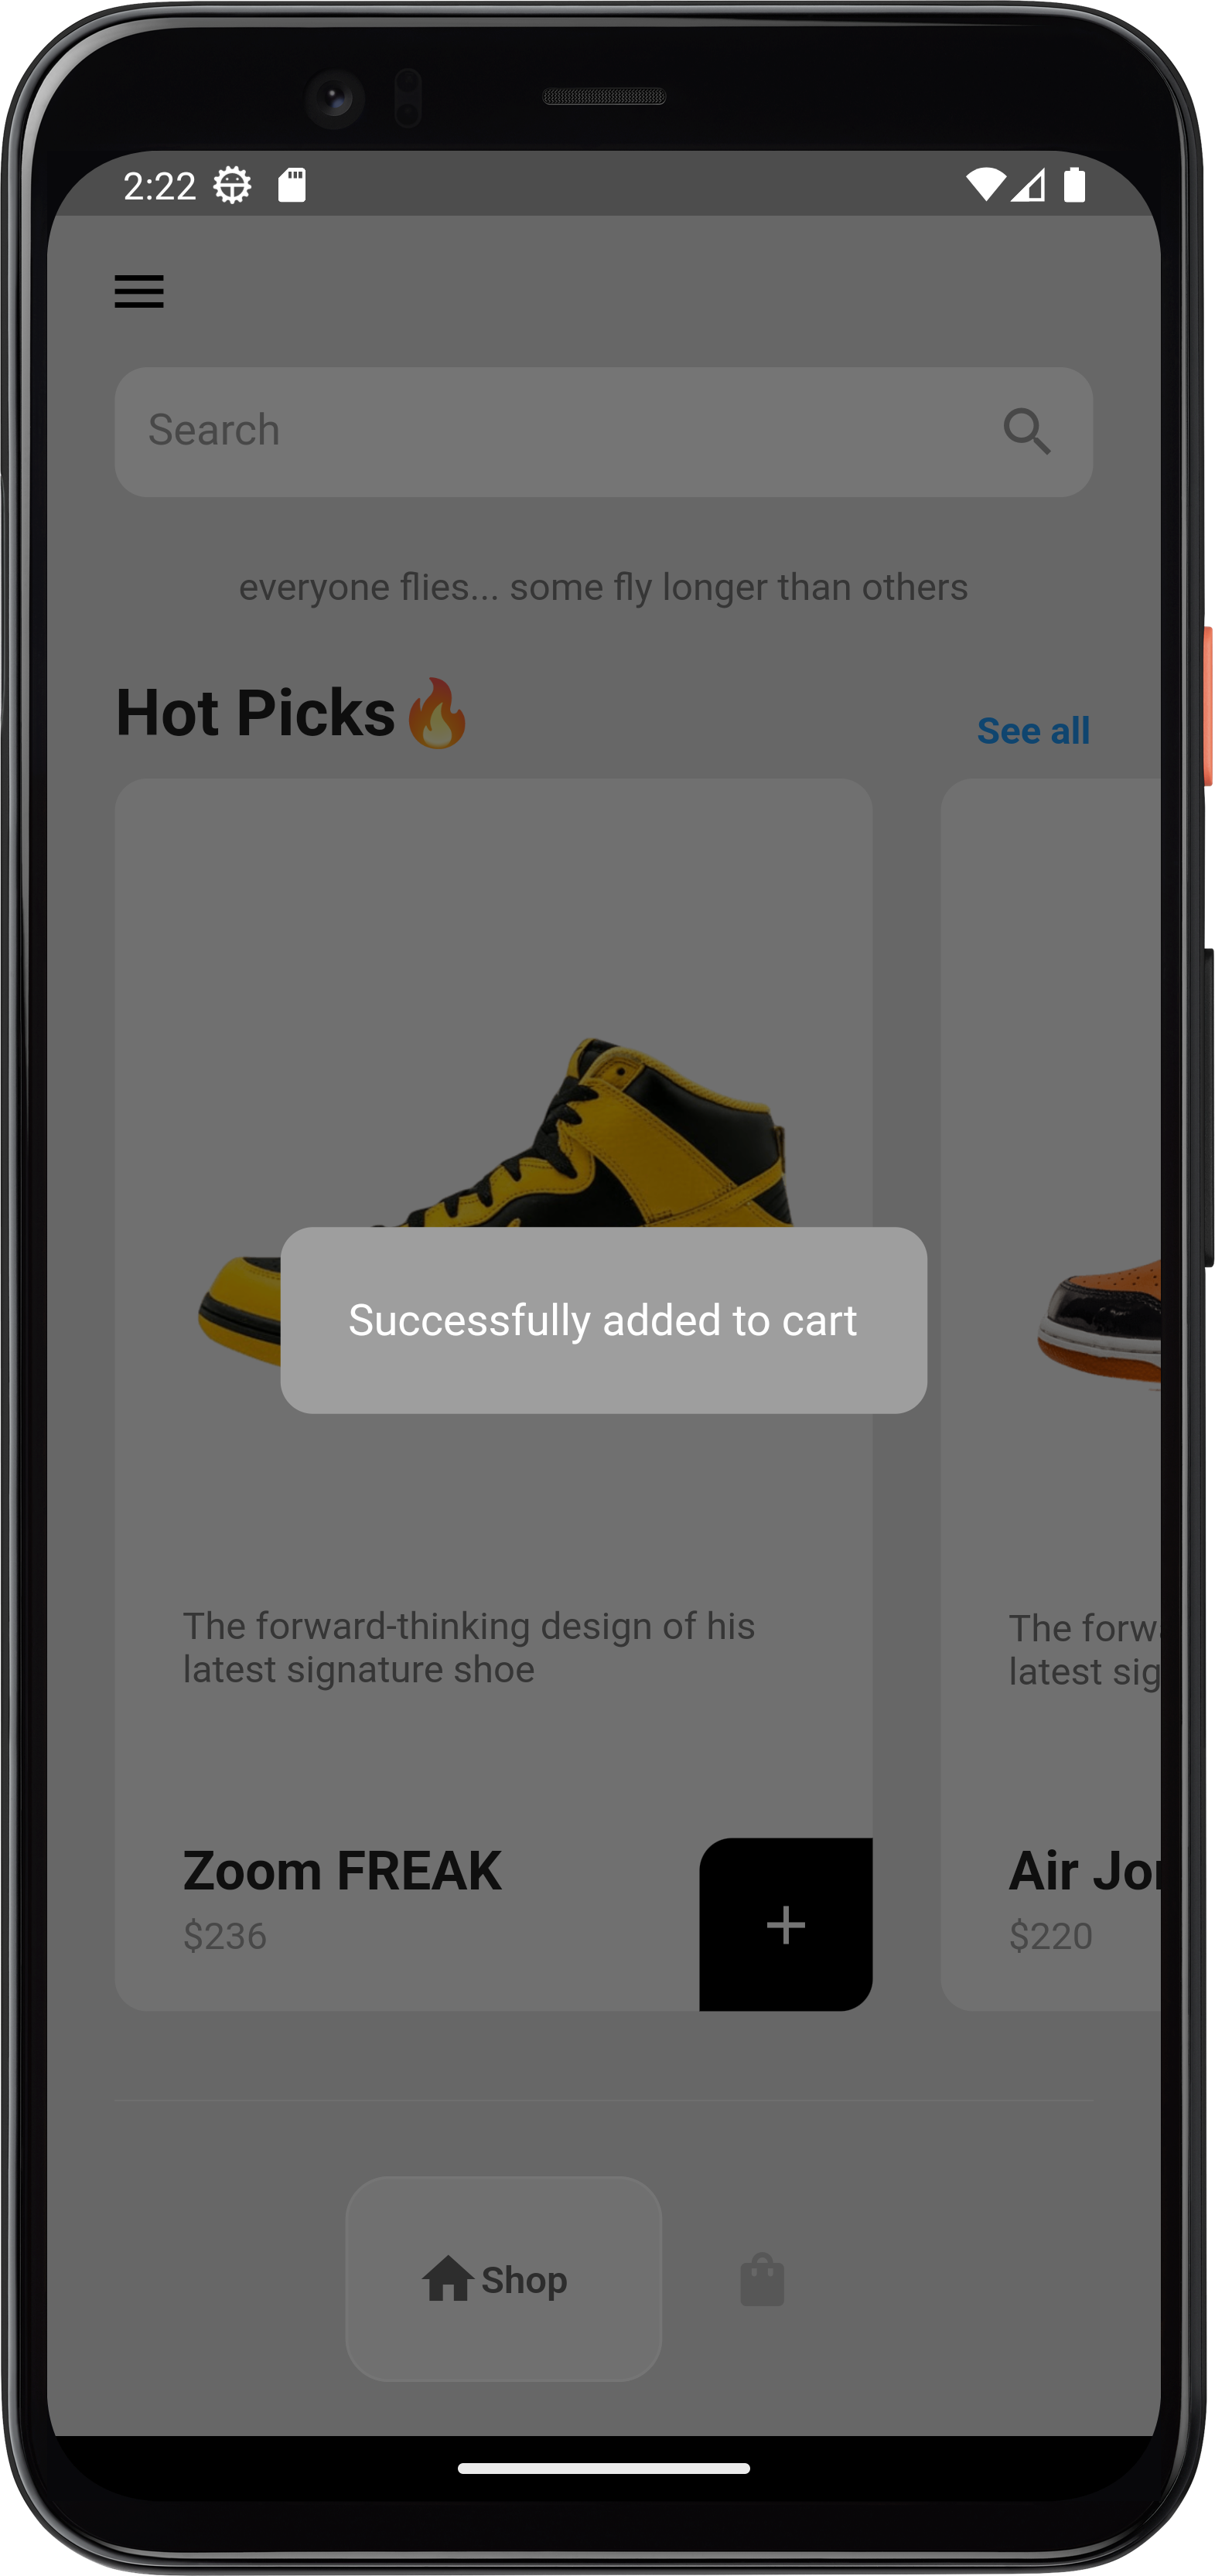 2:22
Search
everyone flies... some fly longer than others
Hot Picks🔥
See all
Successfully added to cart
The forward-thinking design of his
latest signature shoe
The forw
latest sig
Zoom FREAK
$236
Air Jor
$220
Shop